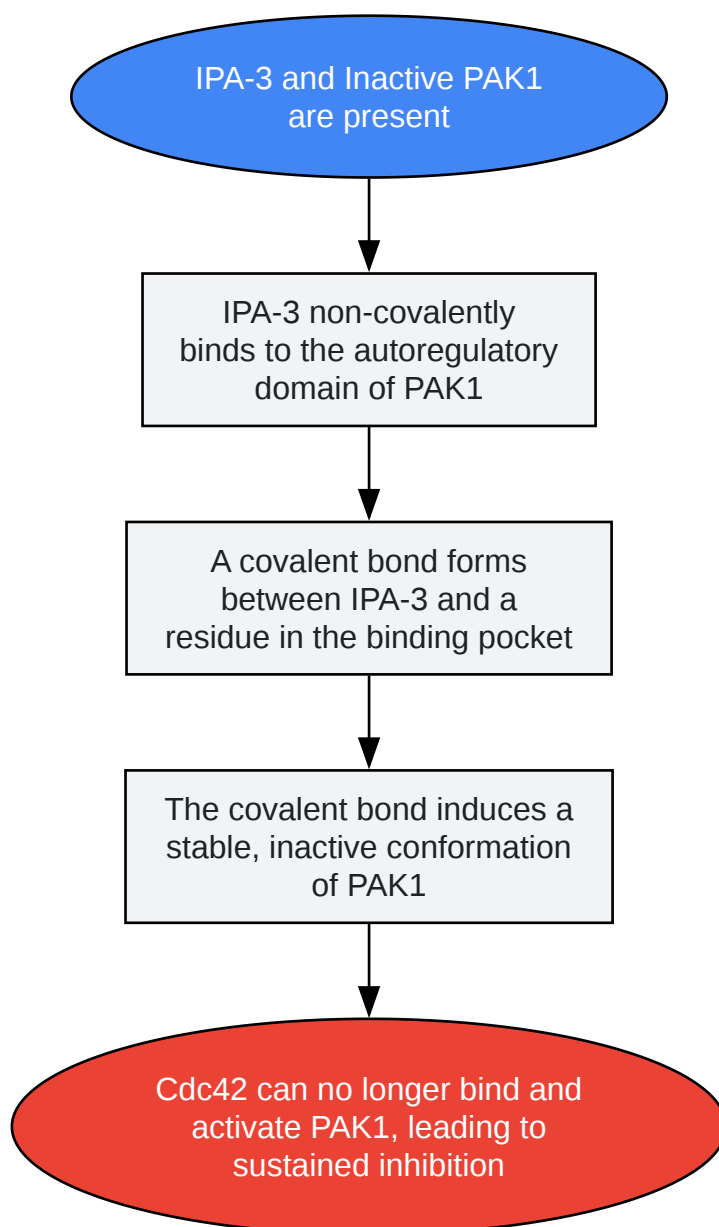 IPA-3 and Inactive PAK1
are present
IPA-3 non-covalently
binds to the autoregulatory
domain of PAK1
A covalent bond forms
between IPA-3 and a
residue in the binding pocket
The covalent bond induces a
stable, inactive conformation
of PAK1
Cdc42 can no longer bind and
activate PAK1, leading to
sustained inhibition